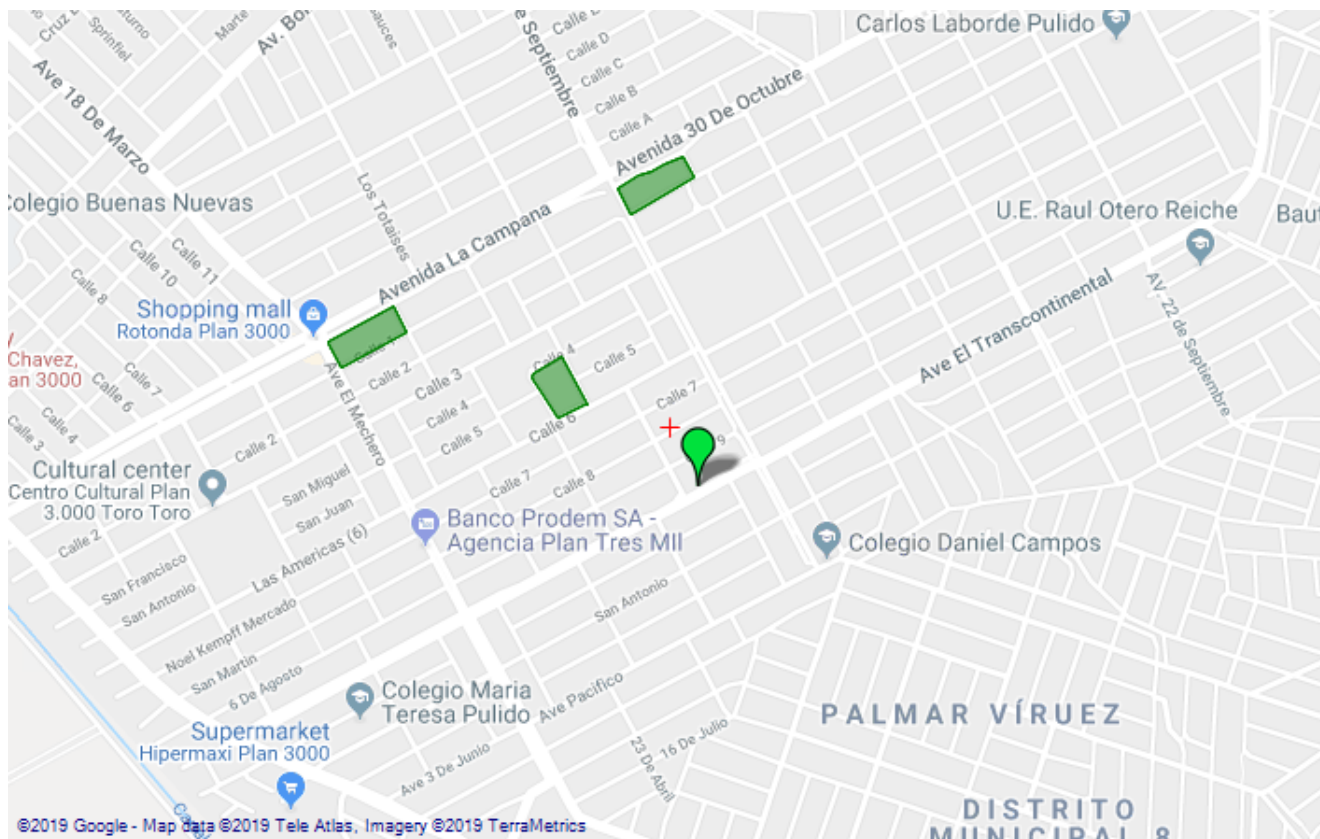 Carlos Laborde Pulido
Calle D
Calle C
Calle B
Calle A
Septiembre
Avenida 30 De Octubre
Ave 18 De Marzo
Colegio Buenas Nuevas
Los Totaises
U.E. Raul Otero Reiche
Avenida La Campana
Calle 11
Calle 10
Calle 8
AV. 22 de Septiembre
Shopping mall
Rotonda Plan 3000
Ave El Transcontinental
Chavez,
an 3000
Calle 7
Calle 6
Calle 4
Calle 3
Calle 1
Calle 2
Calle 3
Calle 4
Calle 5
Calle 4
Calle 5
Calle 6
Calle 7
9
Ave El Mechero
Calle 2
Cultural center
Centro Cultural Plan
3.000 Toro Toro
San Miguel
San Juan
Calle 7
Calle 8
Calle 2
Banco Prodem SA -
Agencia Plan Tres MIl
Colegio Daniel Campos
San Francisco
San Antonio
Las Americas (6)
San Antonio
Noel Kempff Mercado
San Martin
6 De Agosto
Colegio Maria
Teresa Pulido
Ave Pacifico
PALMAR VÍRUEZ
Supermarket
Hipermaxi Plan 3000
Ave 3 De Junio
23 De Abril
16 De Julio
DISTRITO
MUNICIPAL 8
©2019 Google - Map data ©2019 Tele Atlas, Imagery ©2019 TerraMetrics